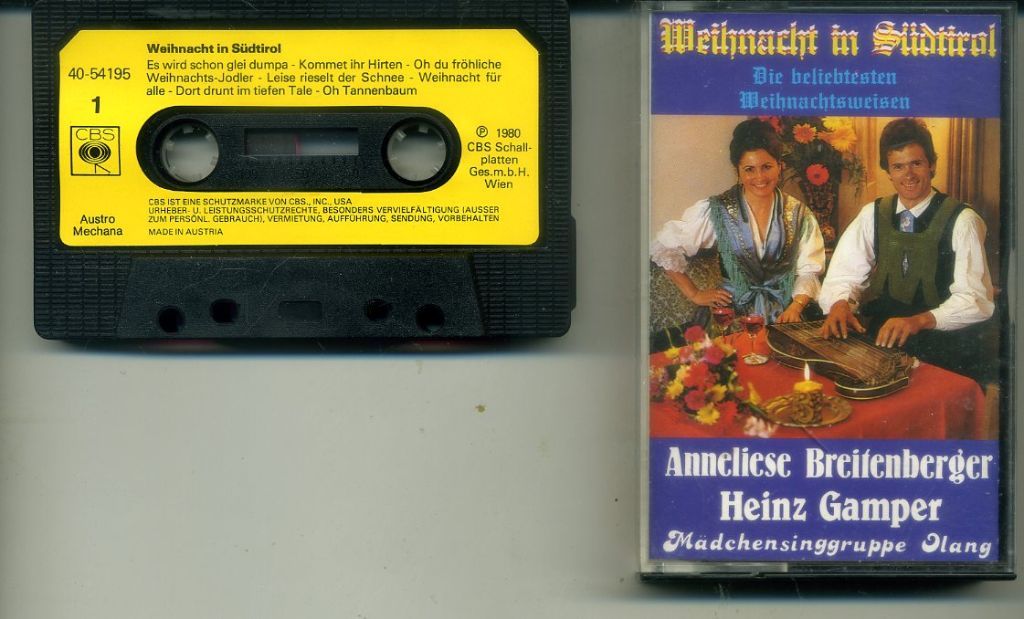 Weihnacht in Südtirol
40-54195
1
CBS
Es wird schon glei dumpa - Kommet ihr Hirten - Oh du fröhliche
Weihnachts-Jodler - Leise rieselt der Schnee - Weihnacht für
alle - Dort drunt im tiefen Tale - Oh Tannenbaum
℗ 1980
CBS Schall-
platten
Ges.m.b.H.
Wien
Austro
Mechana
CBS IST EINE SCHUTZMARKE VON CBS., INC., USA
URHEBER- U. LEISTUNGSSCHUTZRECHTE, BESONDERS VERVIELFÄLTIGUNG (AUSSER
ZUM PERSÖNL. GEBRAUCH), VERMIETUNG, AUFFÜHRUNG, SENDUNG, VORBEHALTEN
MADE IN AUSTRIA
Weihnacht in Südtirol
Die beliebtesten
Weihnachtsweisen
Anneliese Breitenberger
Heinz Gamper
Mädchensinggruppe Olang